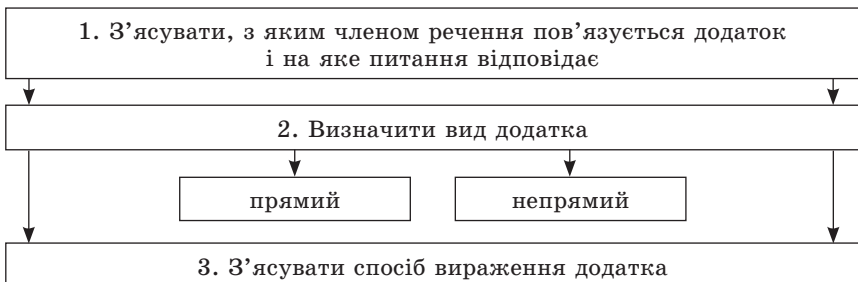 1. З’ясувати, з яким членом речення пов’язується додаток
і на яке питання відповідає
2. Визначити вид додатка
прямий
непрямий
3. З’ясувати спосіб вираження додатка